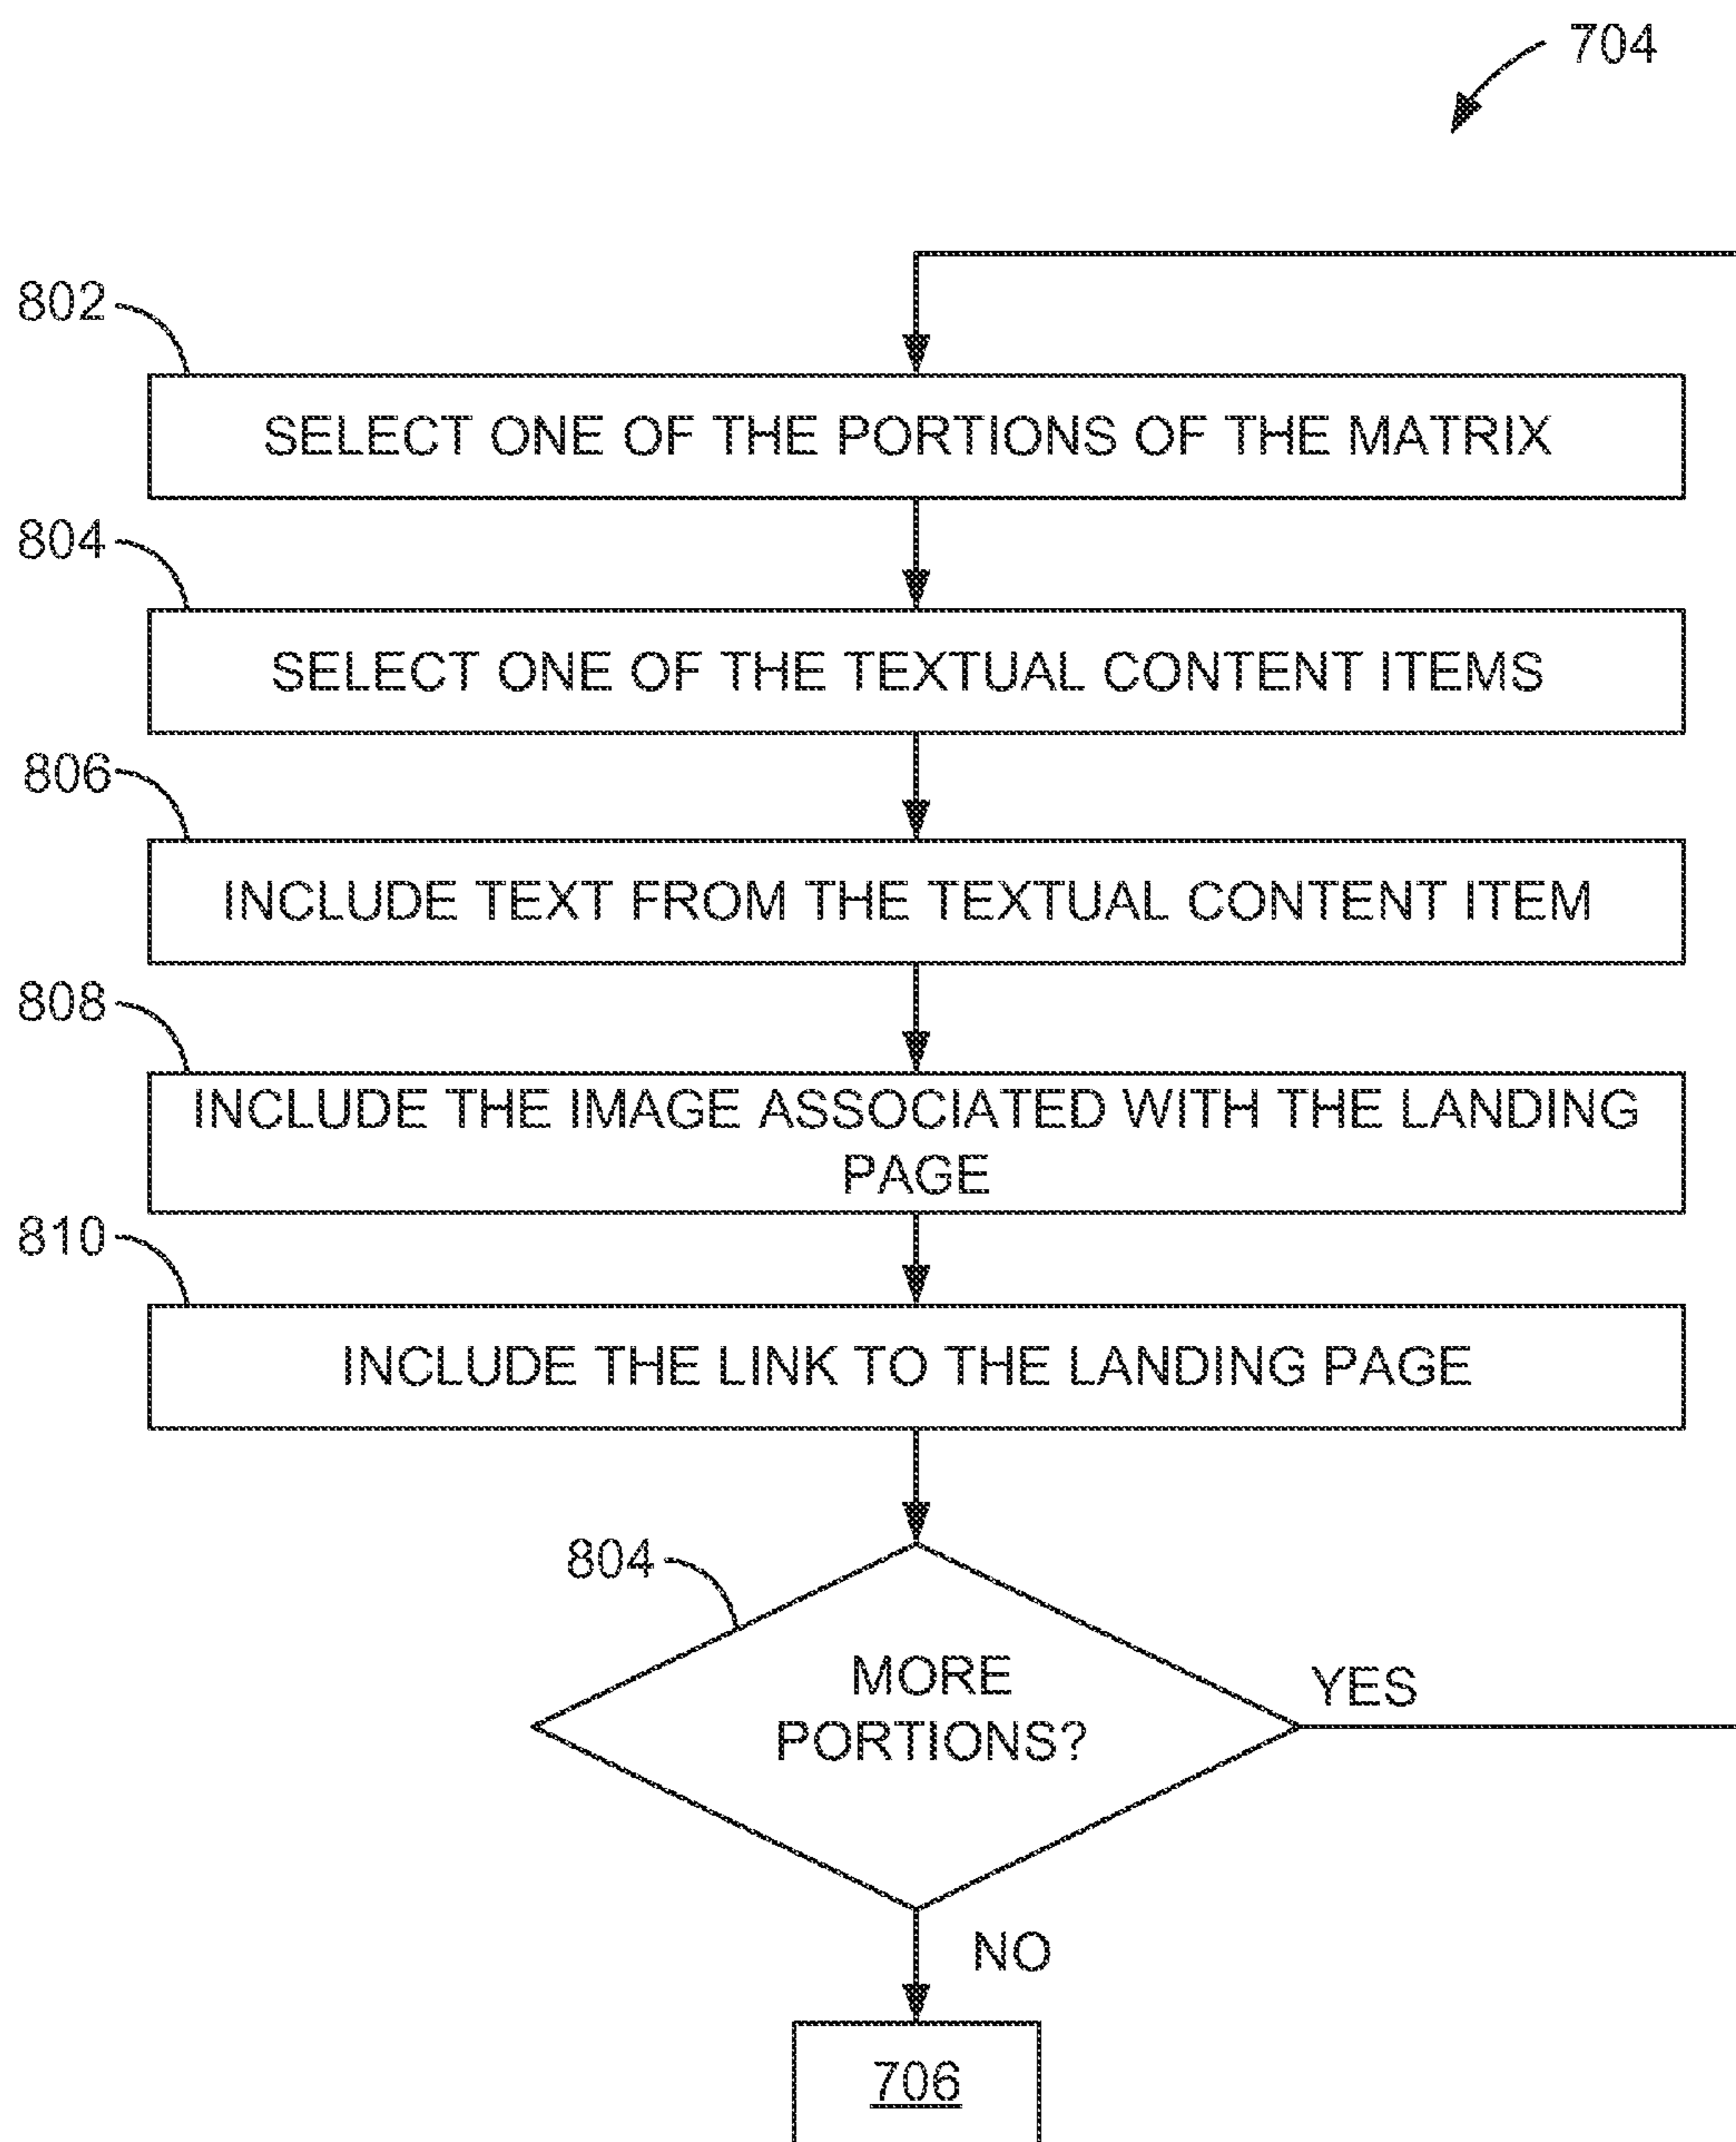 704
802
SELECT ONE OF THE PORTIONS OF THE MATRIX
804
SELECT ONE OF THE TEXTUAL CONTENT ITEMS
806
INCLUDE TEXT FROM THE TEXTUAL CONTENT ITEM
808
INCLUDE THE IMAGE ASSOCIATED WITH THE LANDING
PAGE
810
INCLUDE THE LINK TO THE LANDING PAGE
804
MORE
PORTIONS?
YES
NO
706